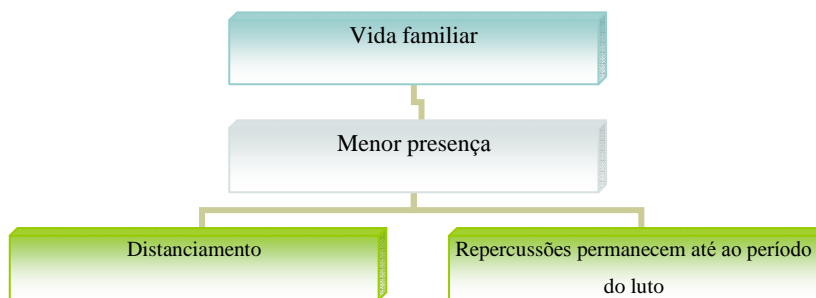 Vida familiar
Menor presença
Distanciamento
Repercussões permanecem até ao período
do luto